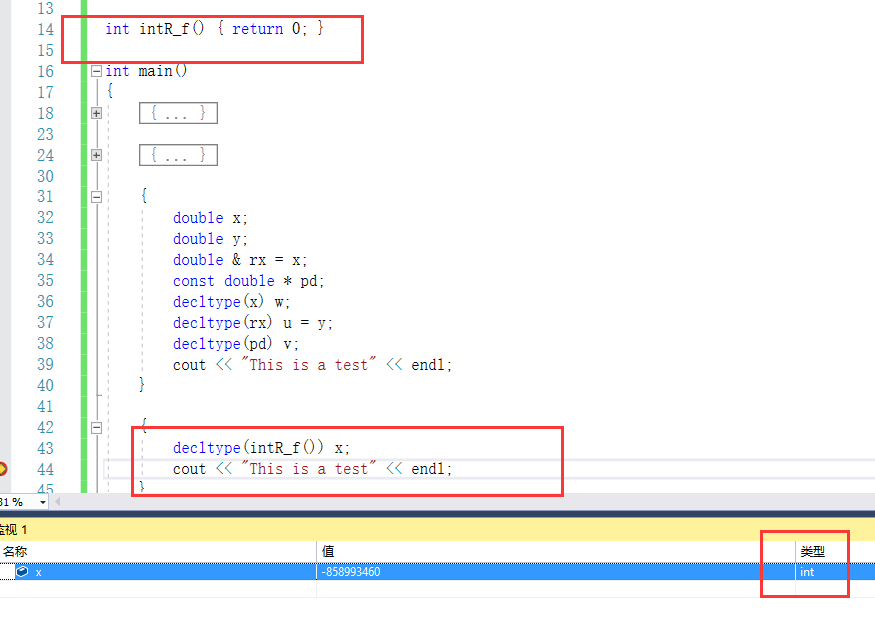 13
14 int intR_f() { return 0; }
15
16 int main()
17 {
18 { ... }
23
24 { ... }
30
31 {
32 double x;
33 double y;
34 double & rx = x;
35 const double * pd;
36 decltype(x) w;
37 decltype(rx) u = y;
38 decltype(pd) v;
39 cout << "This is a test" << endl;
40 }
41
42 {
43 decltype(intR_f()) x;
44 cout << "This is a test" << endl;
45 }
31 %
监视 1
名称 值 类型
x -858993460 int